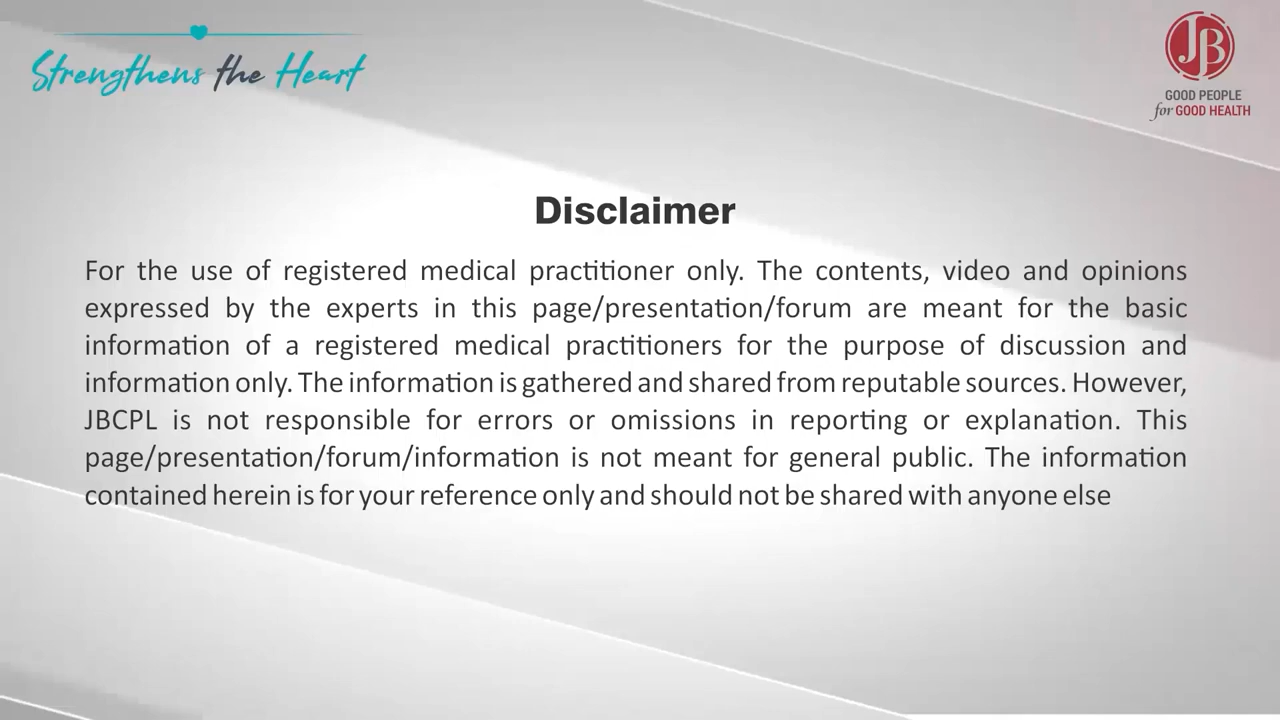 Strengthens the Heart
JB
GOOD PEOPLE
for GOOD HEALTH
Disclaimer
For the use of registered medical practitioner only. The contents, video and opinions
expressed by the experts in this page/presentation/forum are meant for the basic
information of a registered medical practitioners for the purpose of discussion and
information only. The information is gathered and shared from reputable sources. However,
JBCPL is not responsible for errors or omissions in reporting or explanation. This
page/presentation/forum/information is not meant for general public. The information
contained herein is for your reference only and should not be shared with anyone else